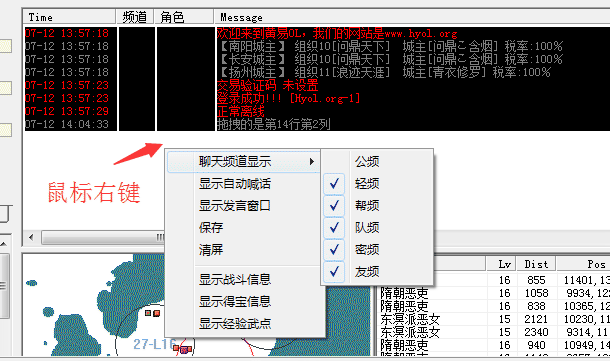 Time 频道 角色 Message
07-12 13:57:18 欢迎来到黄易OL，我们的网站是www.hyol.org
07-12 13:57:18 【南阳城主】 组织10[问鼎天下] 城主[问鼎こ含烟] 税率:100%
07-12 13:57:18 【长安城主】 组织10[问鼎天下] 城主[问鼎こ含烟] 税率:100%
07-12 13:57:18 【扬州城主】 组织11[浪迹天涯] 城主[青衣修罗] 税率:100%
07-12 13:57:23 交易验证码 未设置
07-12 13:57:23 登录成功!!! [Hyol.org-1]
07-12 13:57:29 正常离线
07-12 14:04:33 拖拽的是第14行第2列
鼠标右键
聊天频道显示
显示自动喊话
显示发言窗口
保存
清屏
显示战斗信息
显示得宝信息
显示经验武点
公频
轻频
帮频
队频
密频
友频
27-L16
Lv Dist Pos
隋朝恶吏 16 855 11401,13
隋朝恶吏 16 1058 9934,122
隋朝恶吏 16 838 10365,12
东溟派恶女 15 2121 10230,11
东溟派恶女 15 2340 9314,11
隋朝恶吏 16 940 10949,14